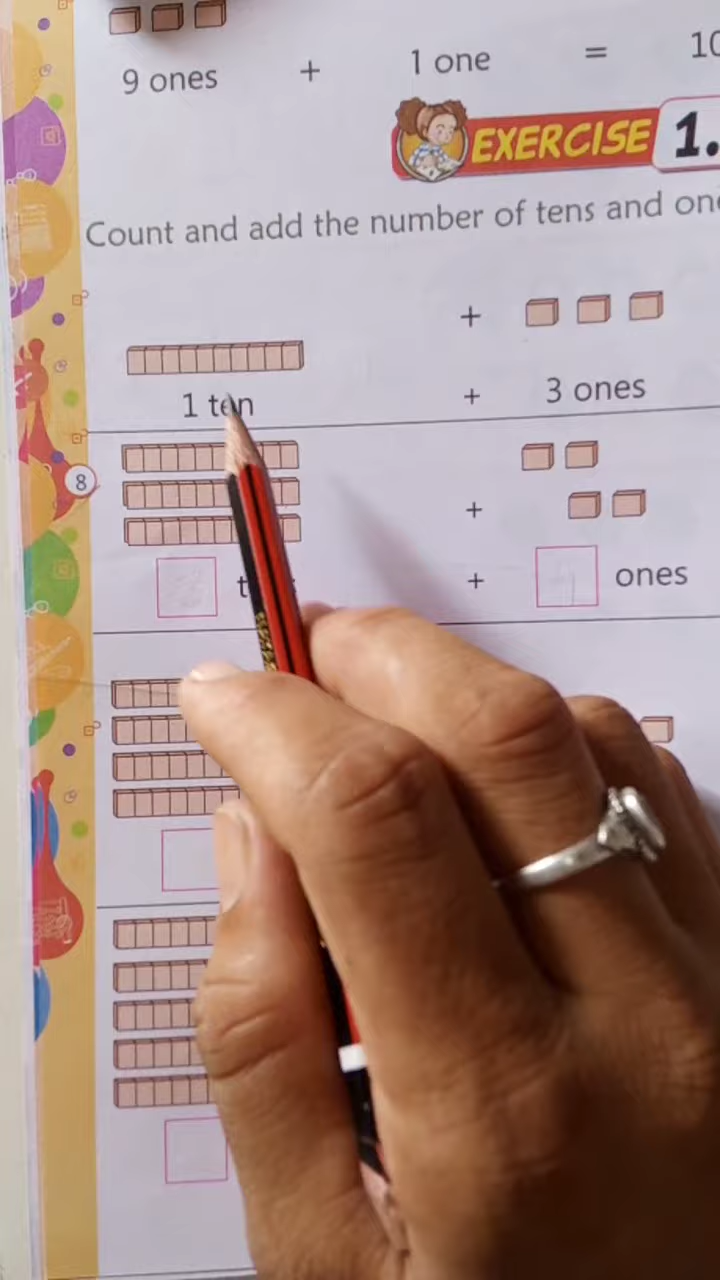 9 ones + 1 one = 10
EXERCISE 1.
Count and add the number of tens and
+
1 ten + 3 ones
8
+
+ ones